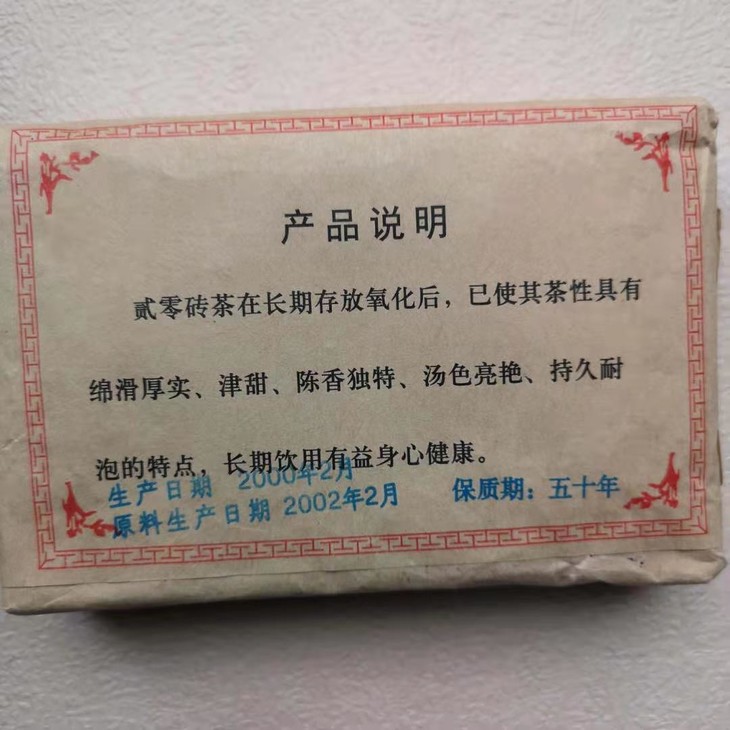 产品说明
贰零砖茶在长期存放氧化后，已使其茶性具有
绵滑厚实、津甜、陈香独特、汤色亮艳、持久耐
泡的特点，长期饮用有益身心健康。
生产日期 2000年2月
原料生产日期 2002年2月 保质期：五十年